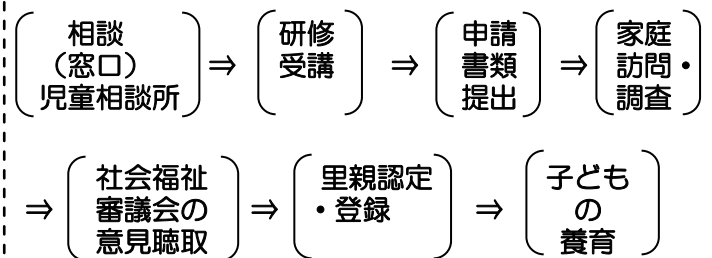 相談
（窓口）
児童相談所
⇒
研修
受講
⇒
申請
書類
提出
⇒
家庭
訪問・
調査
⇒
社会福祉
審議会の
意見聴取
⇒
里親認定
・登録
⇒
子ども
の
養育